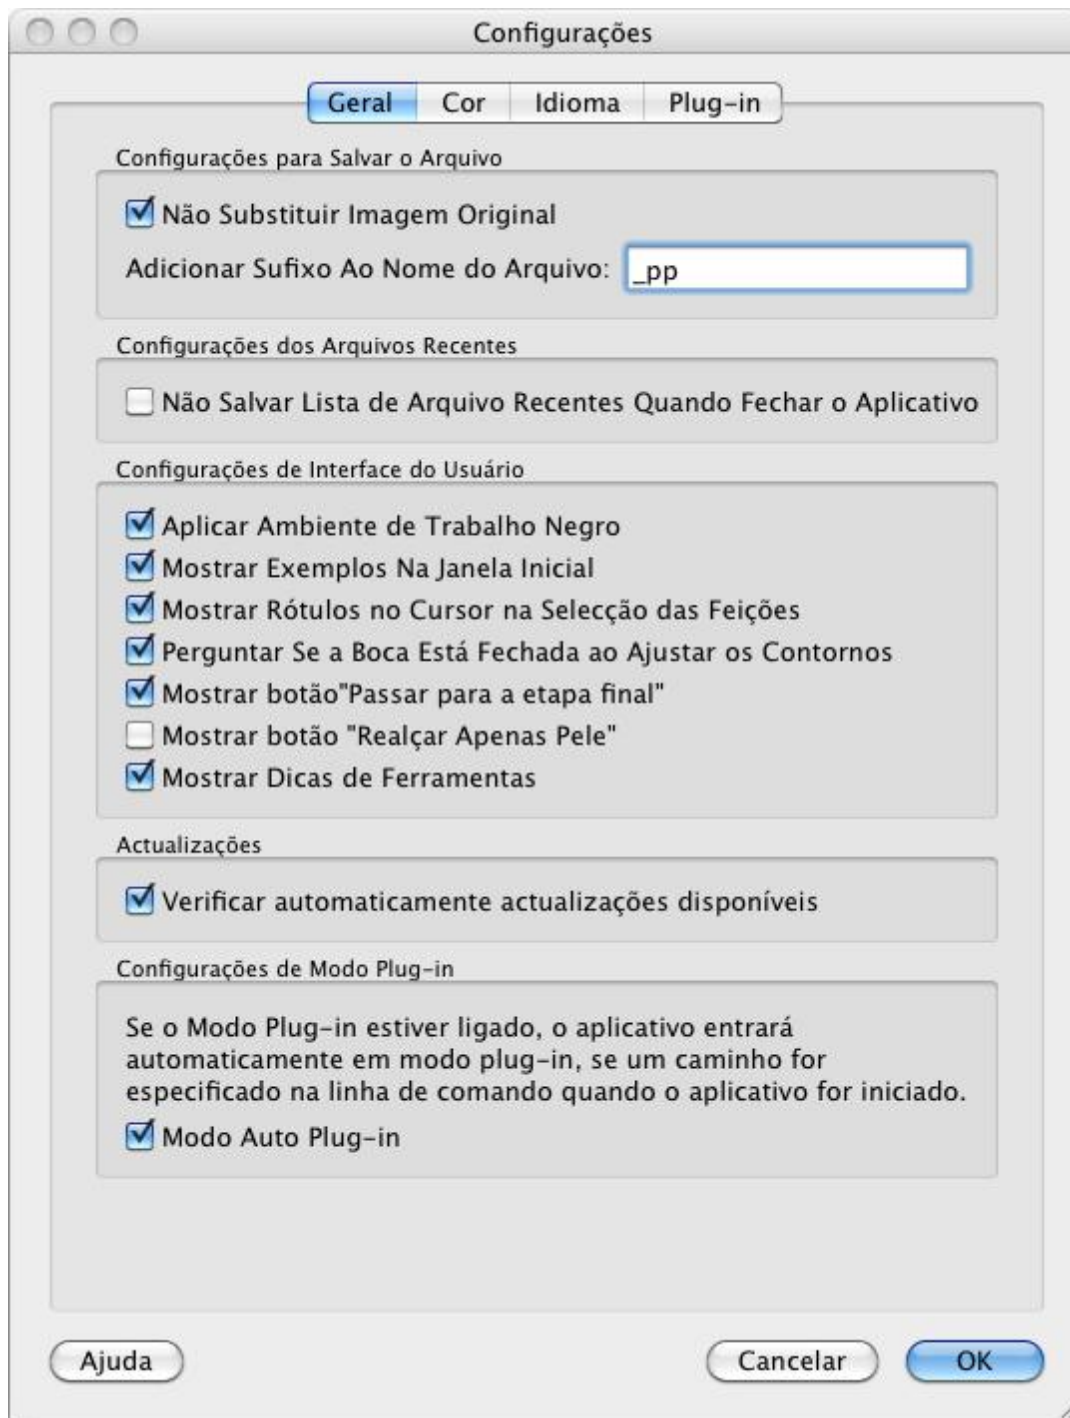 Configurações
Geral Cor Idioma Plug-in
Configurações para Salvar o Arquivo
Não Substituir Imagem Original
Adicionar Sufixo Ao Nome do Arquivo: _pp
Configurações dos Arquivos Recentes
Não Salvar Lista de Arquivo Recentes Quando Fechar o Aplicativo
Configurações de Interface do Usuário
Aplicar Ambiente de Trabalho Negro
Mostrar Exemplos Na Janela Inicial
Mostrar Rótulos no Cursor na Selecção das Feições
Perguntar Se a Boca Está Fechada ao Ajustar os Contornos
Mostrar botão"Passar para a etapa final"
Mostrar botão "Realçar Apenas Pele"
Mostrar Dicas de Ferramentas
Actualizações
Verificar automaticamente actualizações disponíveis
Configurações de Modo Plug-in
Se o Modo Plug-in estiver ligado, o aplicativo entrará
automaticamente em modo plug-in, se um caminho for
especificado na linha de comando quando o aplicativo for iniciado.
Modo Auto Plug-in
Ajuda Cancelar OK